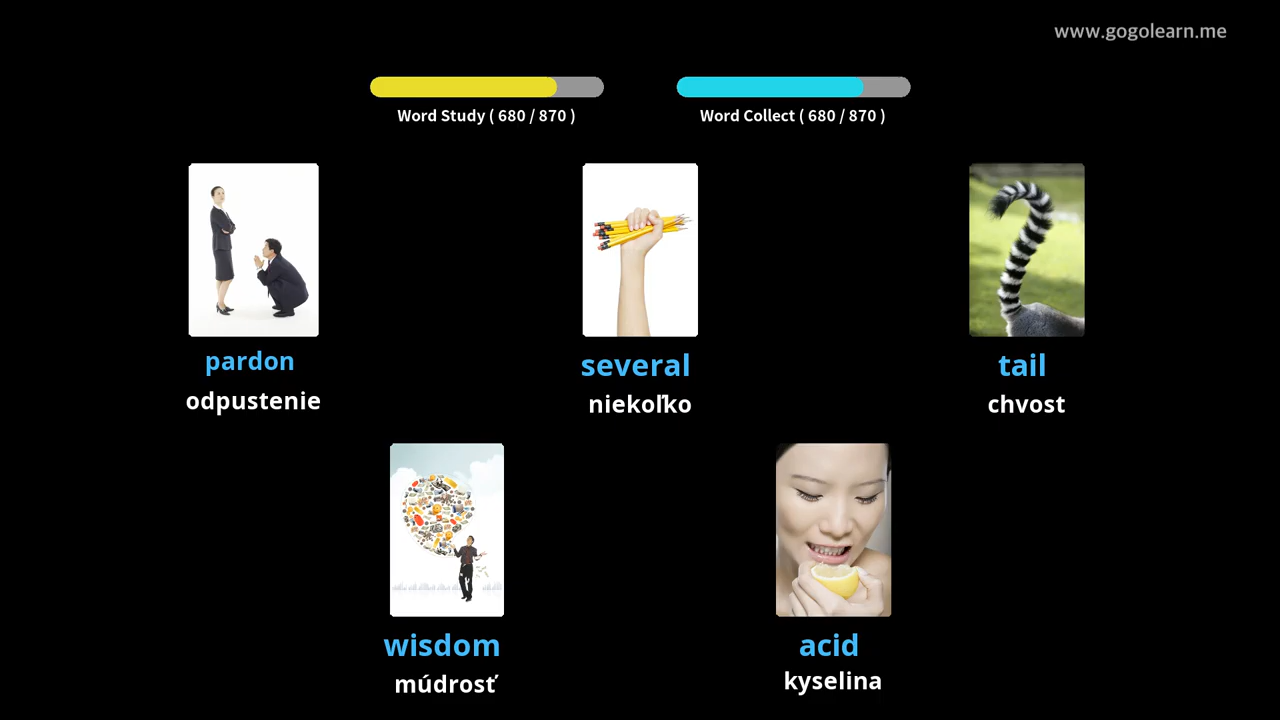 www.gogolearn.me
Word Study ( 680 / 870 )
Word Collect ( 680 / 870 )
pardon
odpustenie
several
niekoľko
tail
chvost
wisdom
múdrosť
acid
kyselina